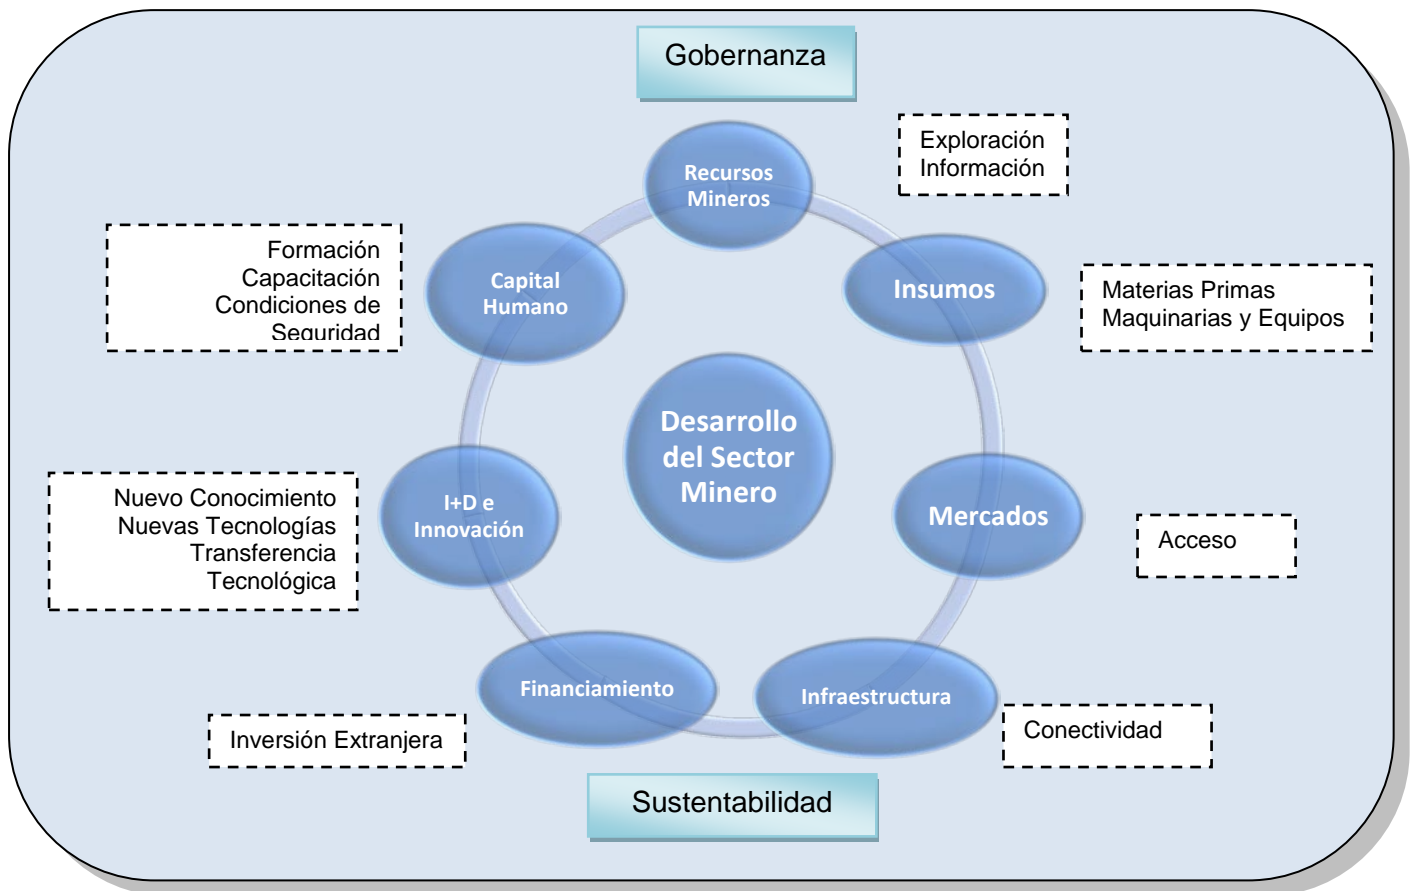 Gobernanza
Recursos
Mineros
Exploración
Información
Insumos
Materias Primas
Maquinarias y Equipos
Mercados
Acceso
Infraestructura
Conectividad
Sustentabilidad
Financiamiento
Inversión Extranjera
I+D e
Innovación
Nuevo Conocimiento
Nuevas Tecnologías
Transferencia
Tecnológica
Capital
Humano
Formación
Capacitación
Condiciones de
Seguridad
Desarrollo
del Sector
Minero